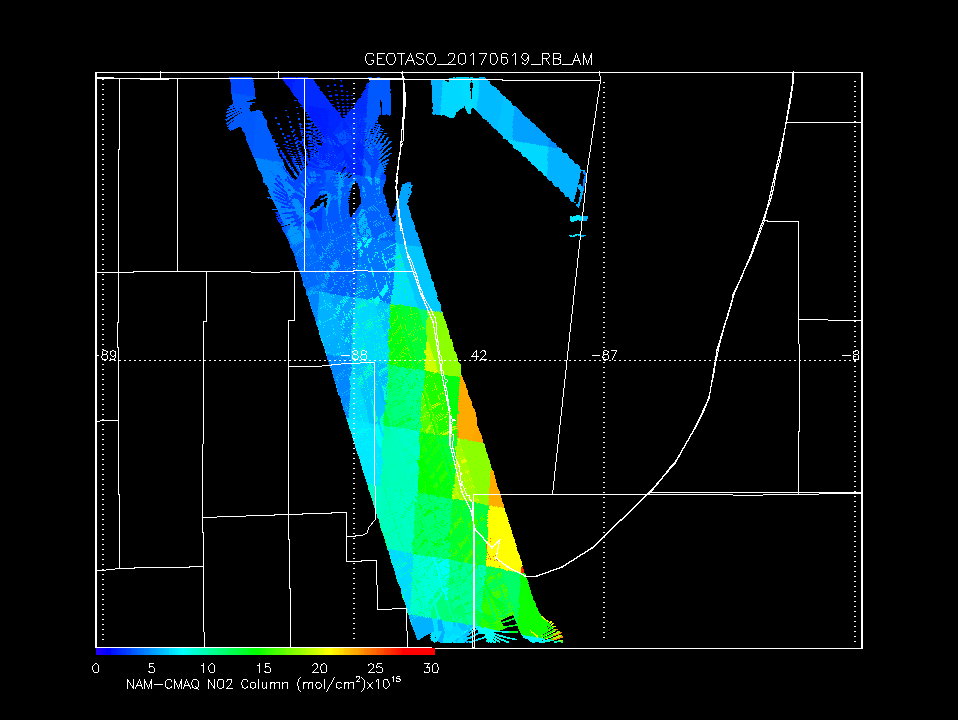 GEOTASO_20170619_RB_AM
-89 -88 42 -87 -8
0 5 10 15 20 25 30
NAM-CMAQ NO2 Column (mol/cm²)x10¹⁵